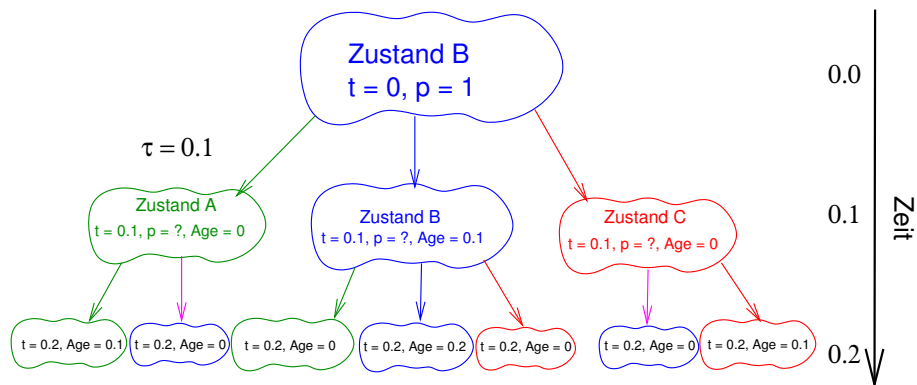 Zustand B
t = 0, p = 1
0.0
τ = 0.1
Zustand A
t = 0.1, p = ?, Age = 0
Zustand B
t = 0.1, p = ?, Age = 0.1
Zustand C
t = 0.1, p = ?, Age = 0
0.1
Zeit
t = 0.2, Age = 0.1
t = 0.2, Age = 0
t = 0.2, Age = 0
t = 0.2, Age = 0.2
t = 0.2, Age = 0
t = 0.2, Age = 0
t = 0.2, Age = 0.1
0.2